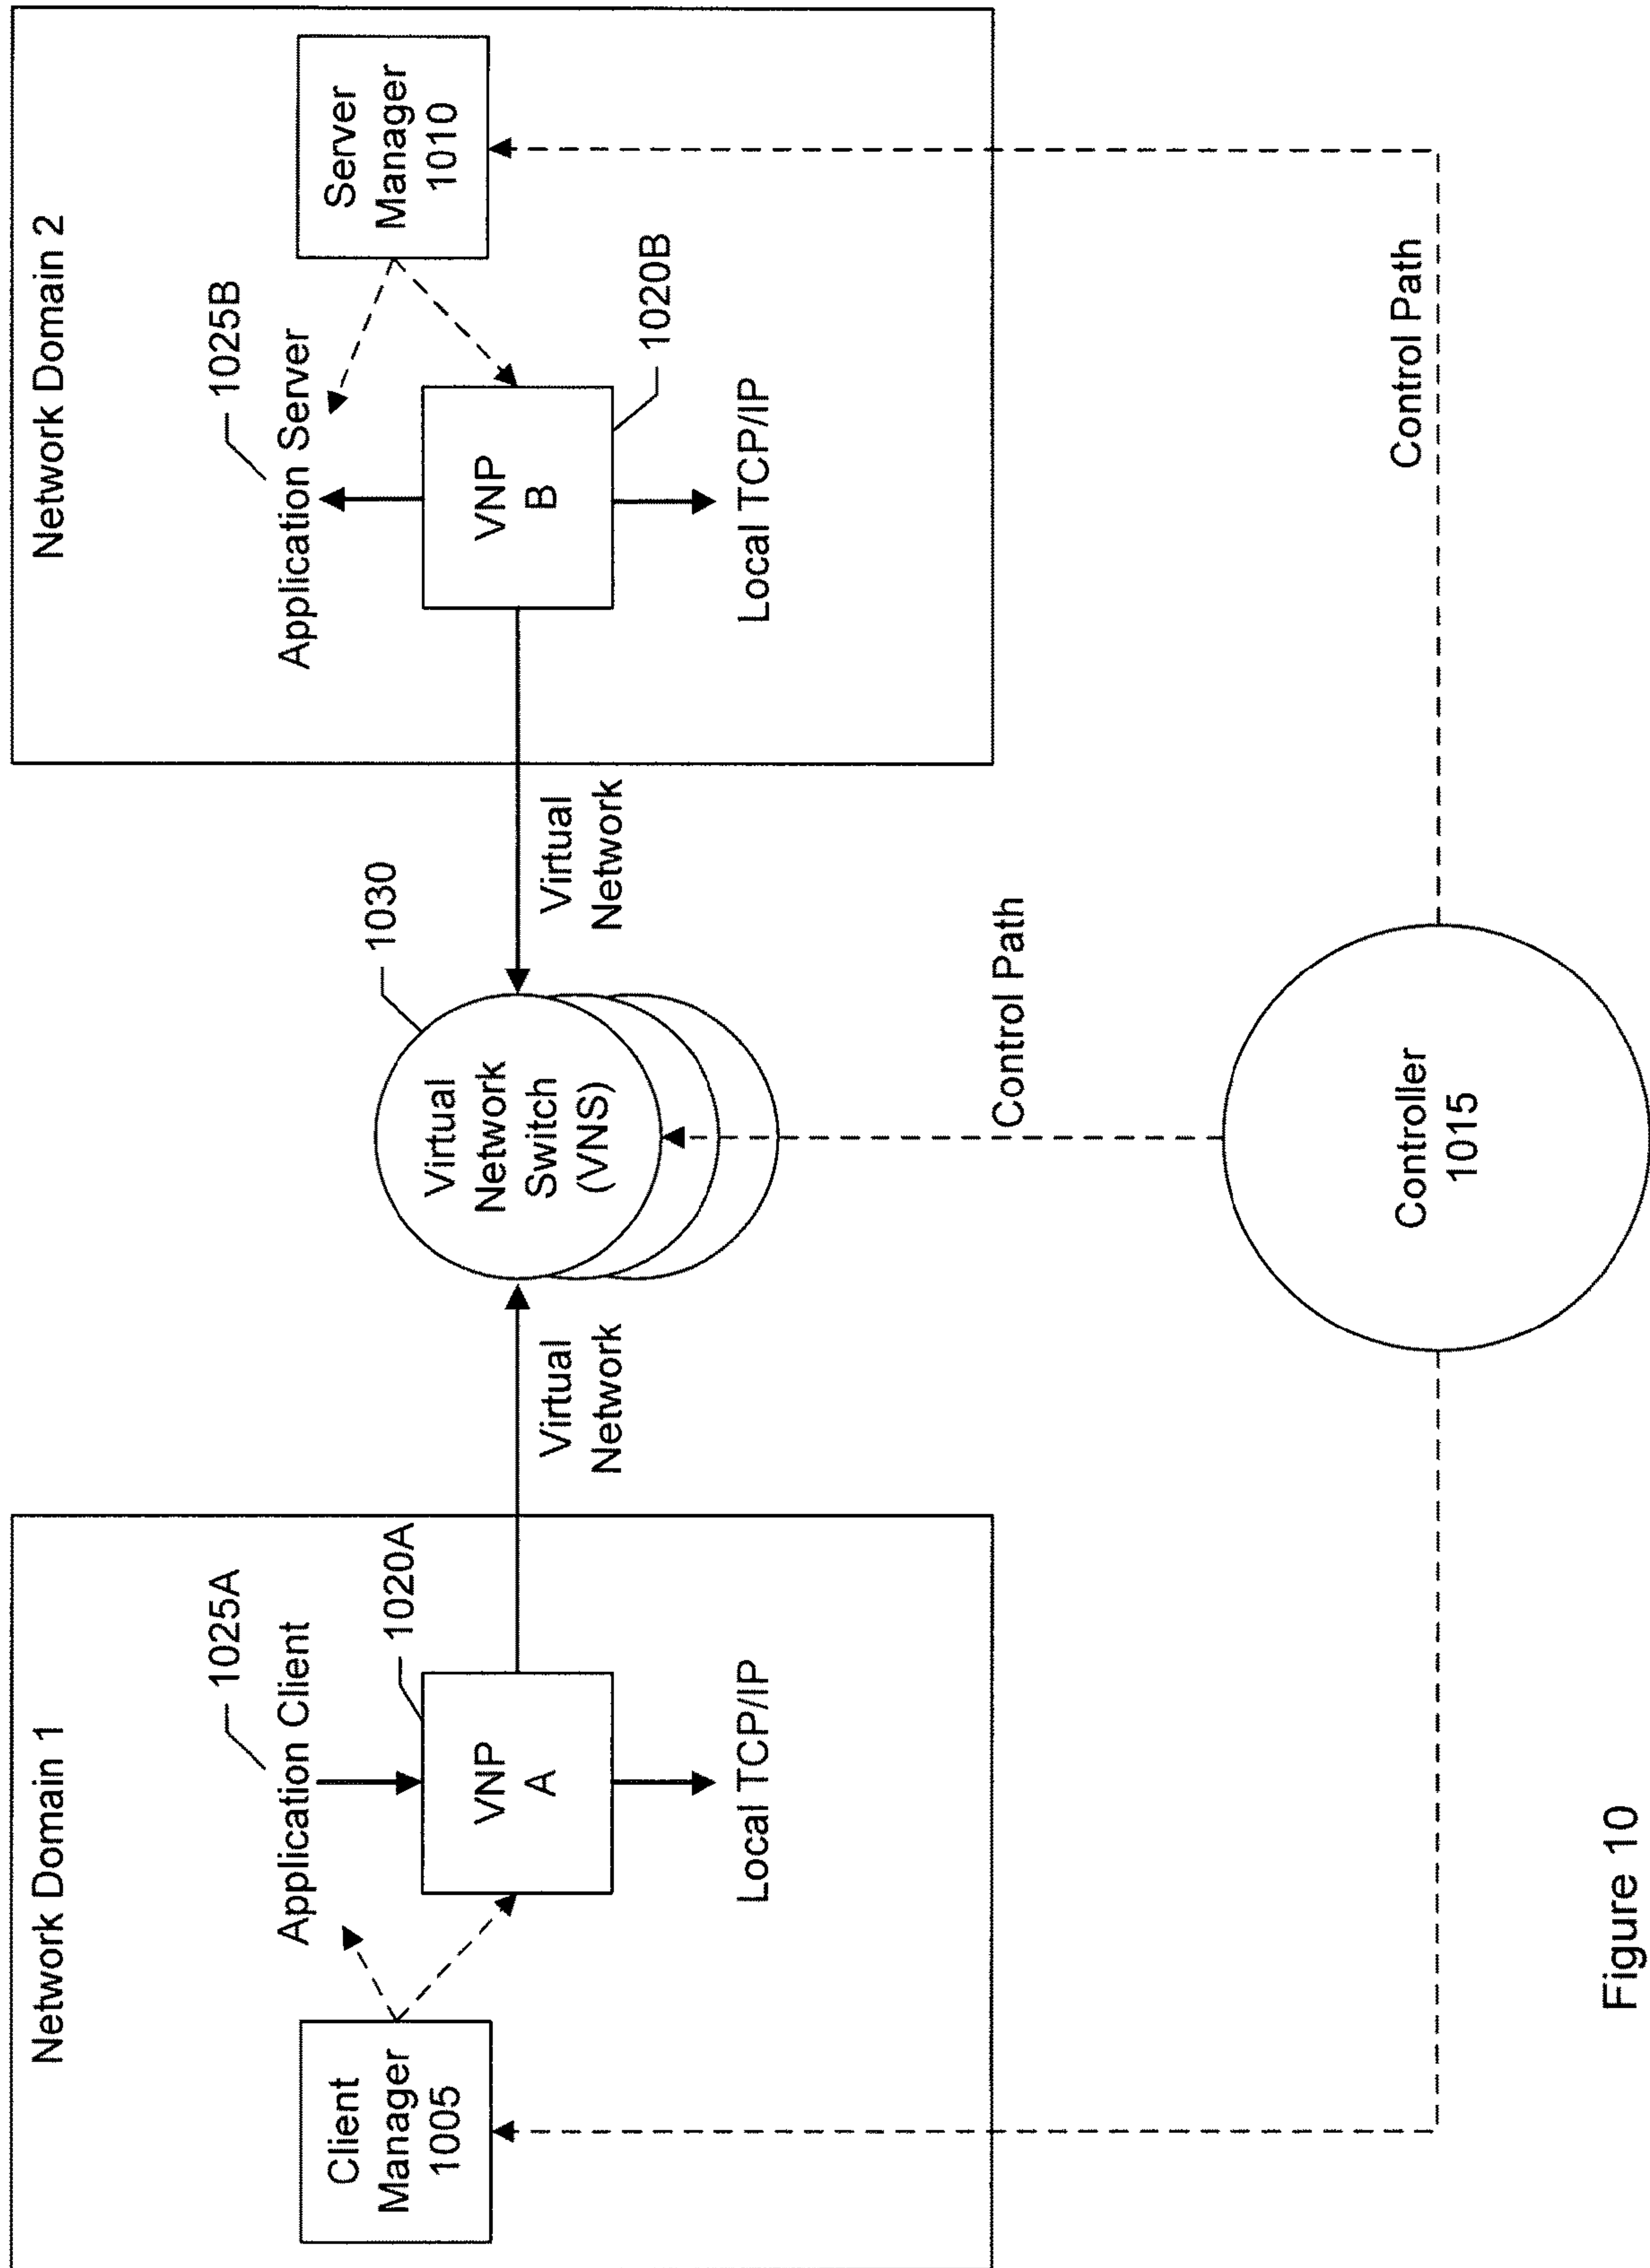 Network Domain 1
1025A
Application Client
1020A
Client
Manager
1005
VNP
A
Local TCP/IP
Virtual
Network
1030
Virtual
Network
Switch
(VNS)
Virtual
Network
Network Domain 2
1025B
Application Server
Server
Manager
1010
VNP
B
1020B
Local TCP/IP
Control Path
Control Path
Controller
1015
Figure 10